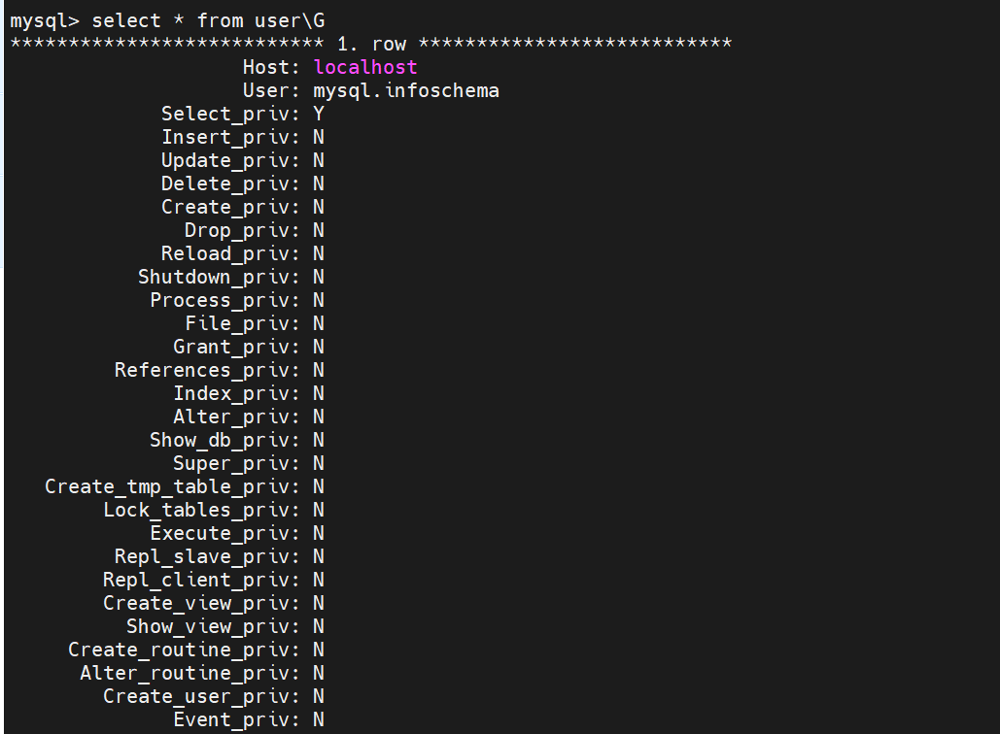 mysql> select * from user\G
*************************** 1. row ***************************
Host: localhost
User: mysql.infoschema
Select_priv: Y
Insert_priv: N
Update_priv: N
Delete_priv: N
Create_priv: N
Drop_priv: N
Reload_priv: N
Shutdown_priv: N
Process_priv: N
File_priv: N
Grant_priv: N
References_priv: N
Index_priv: N
Alter_priv: N
Show_db_priv: N
Super_priv: N
Create_tmp_table_priv: N
Lock_tables_priv: N
Execute_priv: N
Repl_slave_priv: N
Repl_client_priv: N
Create_view_priv: N
Show_view_priv: N
Create_routine_priv: N
Alter_routine_priv: N
Create_user_priv: N
Event_priv: N